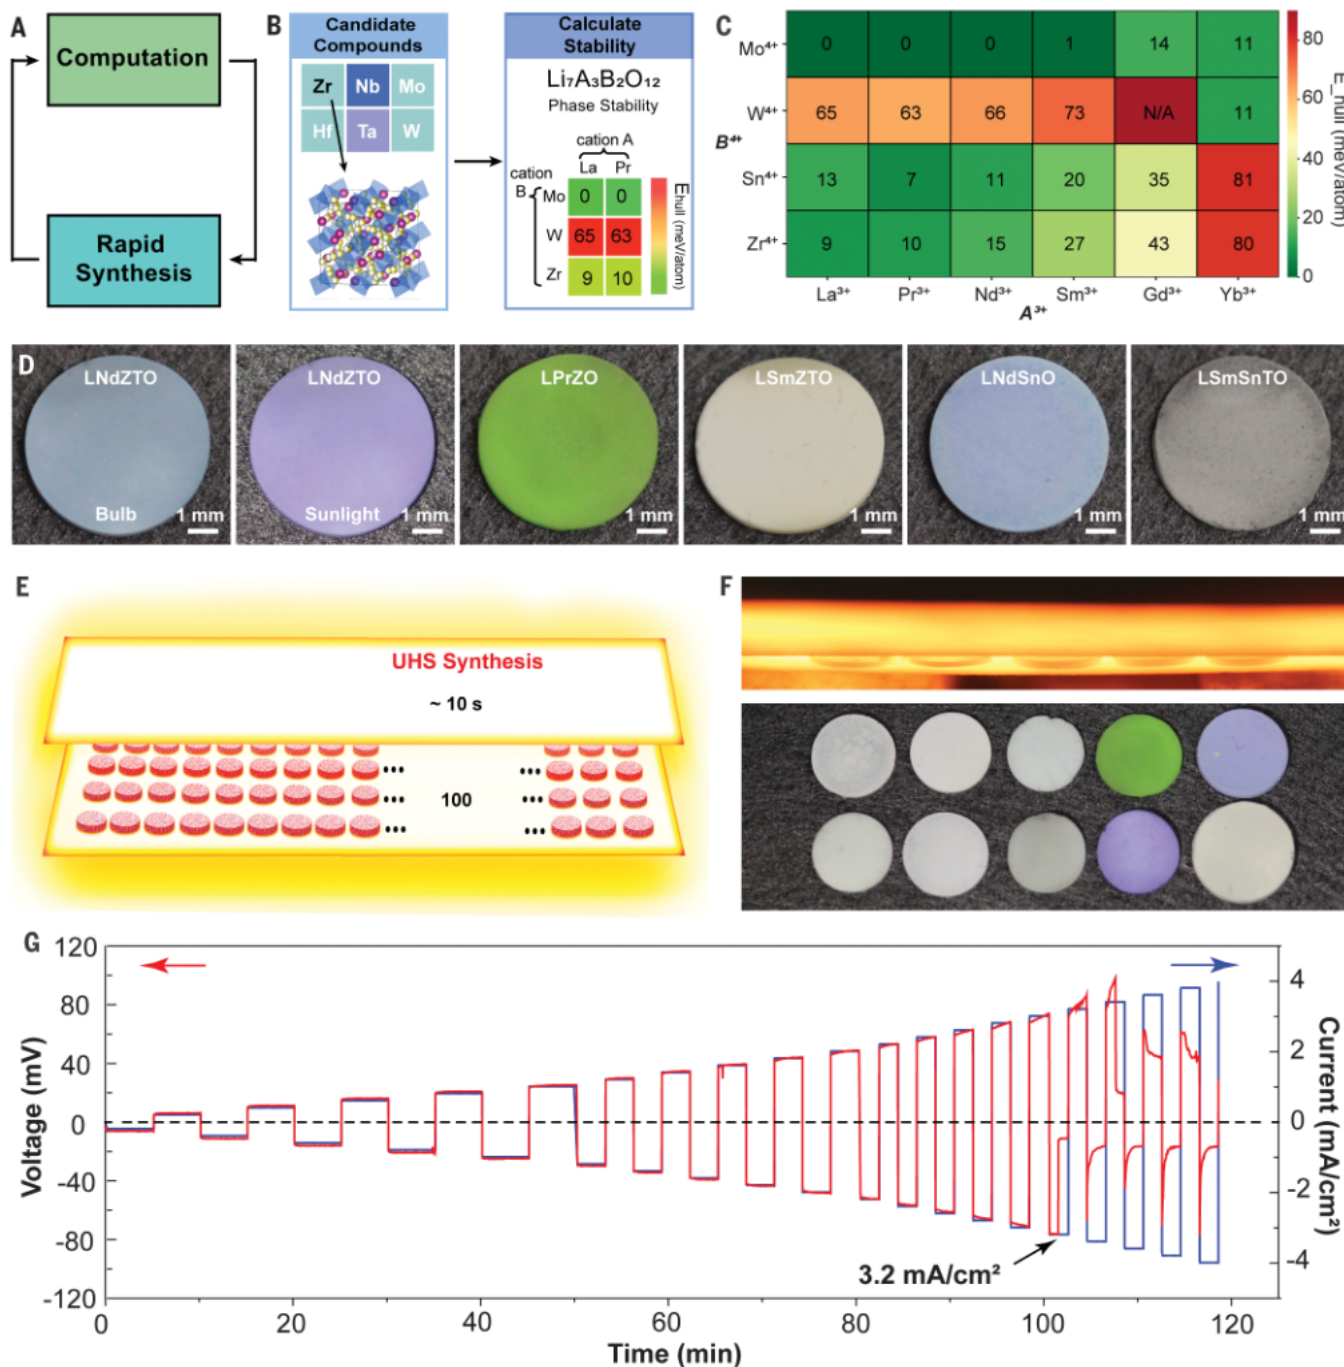 A
Computation
Rapid
Synthesis
B
Candidate
Compounds
Zr Nb Mo
Hf Ta W
Calculate
Stability
Li₇A₃B₂O₁₂
Phase Stability
cation A
La Pr
cation
B
Mo 0 0
W 65 63
Zr 9 10
E_hull (meV/atom)
C
Mo⁴⁺ 0 0 0 1 14 11
W⁴⁺ 65 63 66 73 N/A 11
B⁴⁺
Sn⁴⁺ 13 7 11 20 35 81
Zr⁴⁺ 9 10 15 27 43 80
La³⁺ Pr³⁺ Nd³⁺ Sm³⁺ Gd³⁺ Yb³⁺
A³⁺
80
60
40
20
0
E_hull (meV/atom)
D
LNdZTO
Bulb
1 mm
LNdZTO
Sunlight
1 mm
LPrZO
1 mm
LSmZTO
1 mm
LNdSnO
1 mm
LSmSnTO
1 mm
E
UHS Synthesis
~ 10 s
100
F
G
120
80
40
0
-40
-80
-120
Voltage (mV)
4
2
0
-2
-4
Current (mA/cm²)
3.2 mA/cm²
0 20 40 60 80 100 120
Time (min)